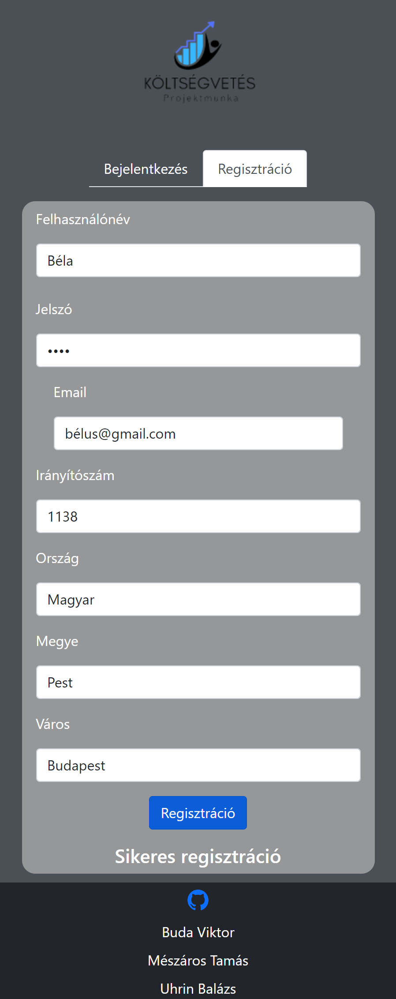 KÖLTSÉGVETÉS
Projektmunka
Bejelentkezés
Regisztráció
Felhasználónév
Béla
Jelszó
••••
Email
bélus@gmail.com
Irányítószám
1138
Ország
Magyar
Megye
Pest
Város
Budapest
Regisztráció
Sikeres regisztráció
Buda Viktor
Mészáros Tamás
Uhrin Balázs